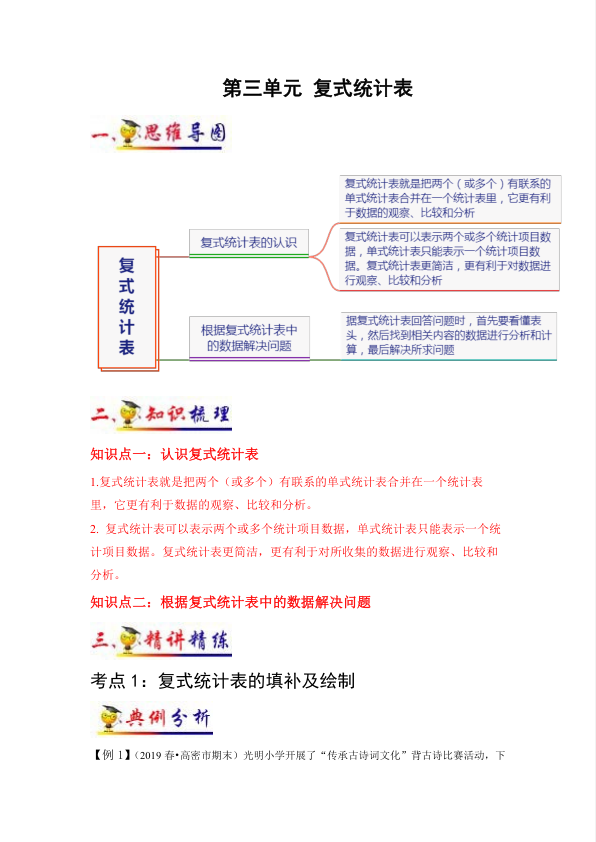 第三单元 复式统计表
一、思维导图
复式统计表就是把两个（或多个）有联系的
单式统计表合并在一个统计表里，它更有利
于数据的观察、比较和分析
复式统计表的认识
复式统计表可以表示两个或多个统计项目数
据，单式统计表只能表示一个统计项目数
据。复式统计表更简洁，更有利于对数据进
行观察、比较和分析
复
式
统
计
表
根据复式统计表中
的数据解决问题
据复式统计表回答问题时，首先要看懂表
头，然后找到相关内容的数据进行分析和计
算，最后解决所求问题
二、知识梳理
知识点一：认识复式统计表
1.复式统计表就是把两个（或多个）有联系的单式统计表合并在一个统计表
里，它更有利于数据的观察、比较和分析。
2. 复式统计表可以表示两个或多个统计项目数据，单式统计表只能表示一个统
计项目数据。复式统计表更简洁，更有利于对所收集的数据进行观察、比较和
分析。
知识点二：根据复式统计表中的数据解决问题
三、精讲精练
考点 1：复式统计表的填补及绘制
典例分析
【例 1】（2019 春•高密市期末）光明小学开展了“传承古诗词文化”背古诗比赛活动，下